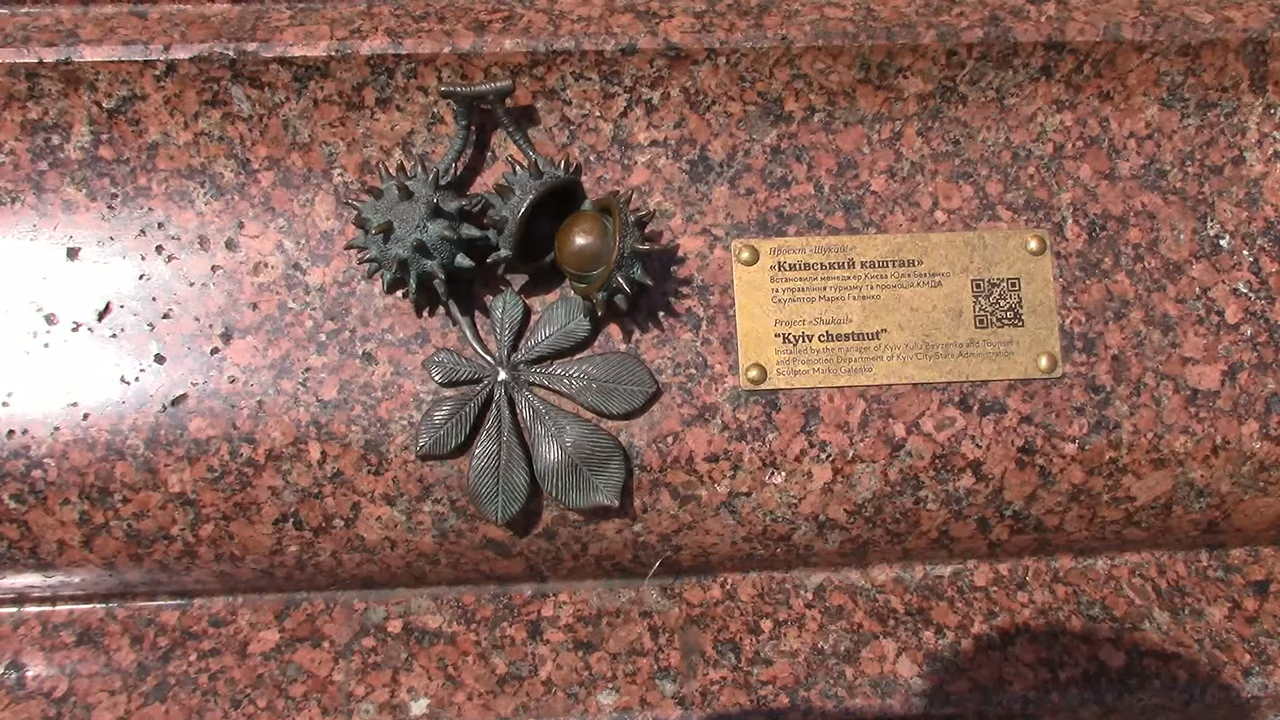 Проект «Шукай!»
«Київський каштан»
Встановили менеджер Києва Юлія Бевзенко
та управління туризму та промоцій КМДА
Скульптор Марко Галенко
Project «Shukai!»
“Kyiv chestnut”
Installed by the manager of Kyiv Yulia Bevzenko and Tourism
and Promotion Department of Kyiv City State Administration
Sculptor Marko Galenko